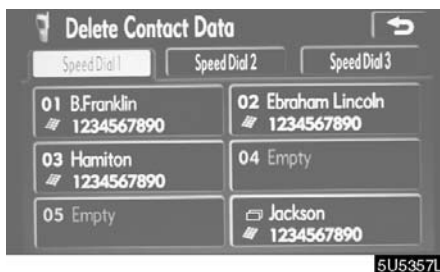 Delete Contact Data
Speed Dial 1 Speed Dial 2 Speed Dial 3
01 B.Franklin 02 Ebraham Lincoln
1234567890 1234567890
03 Hamiton 04 Empty
1234567890
05 Empty Jackson
1234567890
5U5357L